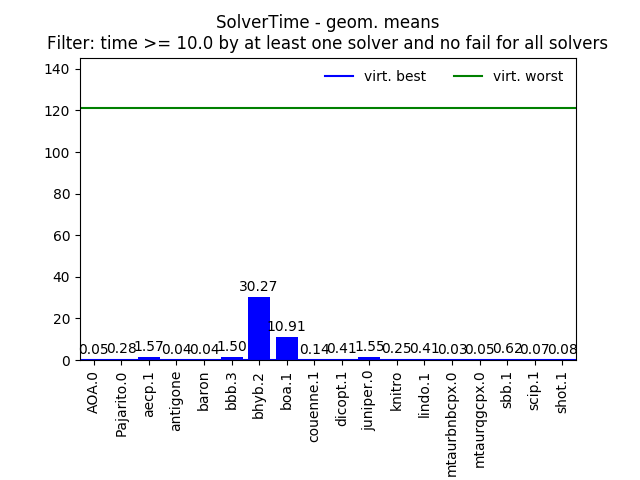 SolverTime - geom. means
Filter: time >= 10.0 by at least one solver and no fail for all solvers
virt. best
virt. worst
140
120
100
80
60
40
20
0
0.05
0.28
1.57
0.04
0.04
1.50
30.27
10.91
0.14
0.41
1.55
0.25
0.41
0.03
0.05
0.62
0.07
0.08
AOA.0
Pajarito.0
aecp.1
antigone
baron
bbb.3
bhyb.2
boa.1
couenne.1
dicopt.1
juniper.0
knitro
lindo.1
mtaurbnbcpx.0
mtaurqgcpx.0
sbb.1
scip.1
shot.1